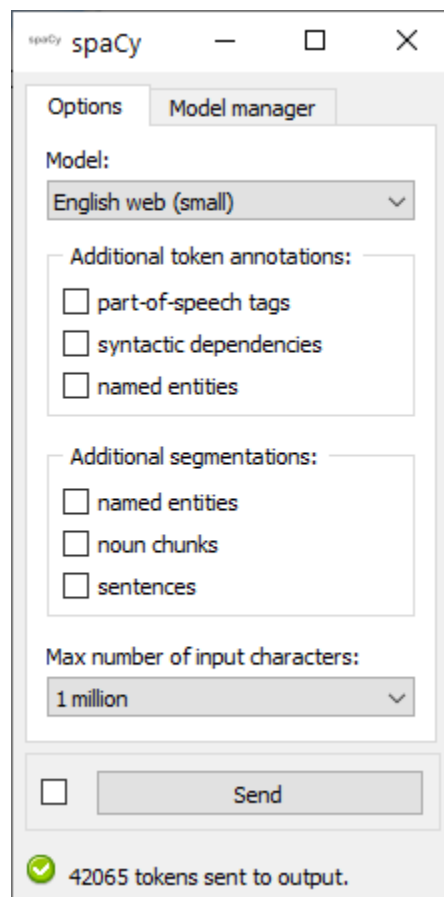 spaCy spaCy
Options Model manager
Model:
English web (small)
Additional token annotations:
part-of-speech tags
syntactic dependencies
named entities
Additional segmentations:
named entities
noun chunks
sentences
Max number of input characters:
1 million
Send
42065 tokens sent to output.